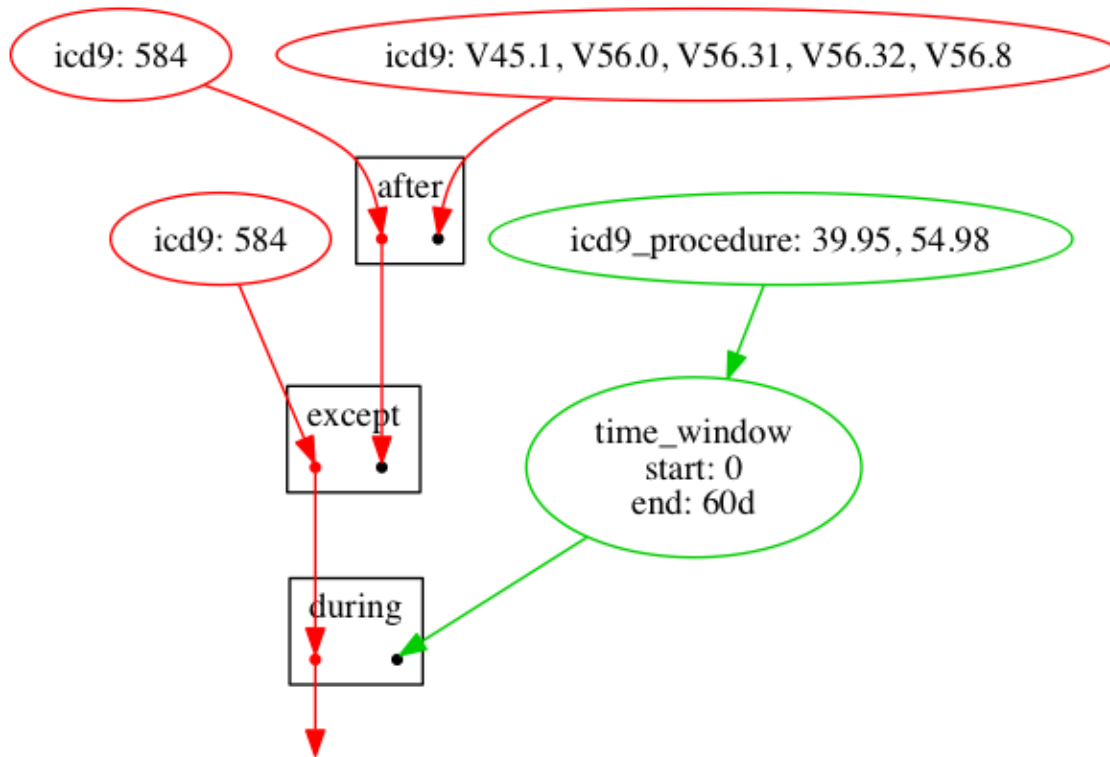 icd9: 584
icd9: V45.1, V56.0, V56.31, V56.32, V56.8
after
icd9: 584
icd9_procedure: 39.95, 54.98
except
time_window
start: 0
end: 60d
during